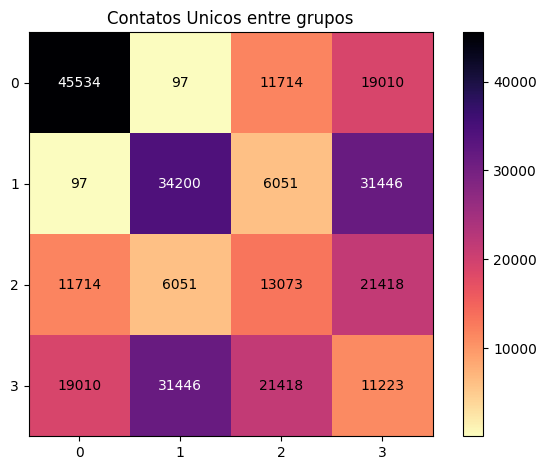 Contatos Unicos entre grupos
0 45534 97 11714 19010
1 97 34200 6051 31446
2 11714 6051 13073 21418
3 19010 31446 21418 11223
0 1 2 3
40000
30000
20000
10000